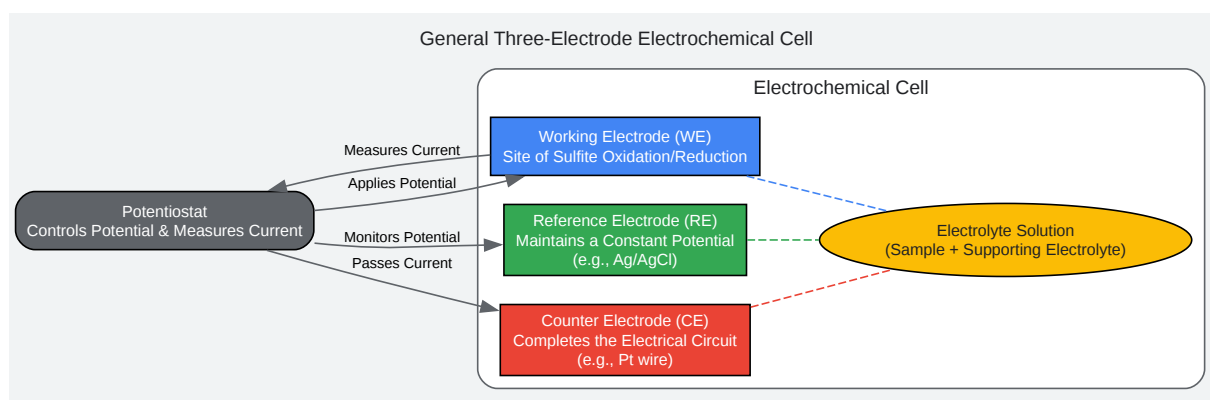 General Three-Electrode Electrochemical Cell
Electrochemical Cell
Working Electrode (WE)
Site of Sulfite Oxidation/Reduction
Measures Current
Applies Potential
Potentiostat
Controls Potential & Measures Current
Monitors Potential
Passes Current
Reference Electrode (RE)
Maintains a Constant Potential
(e.g., Ag/AgCl)
Electrolyte Solution
(Sample + Supporting Electrolyte)
Counter Electrode (CE)
Completes the Electrical Circuit
(e.g., Pt wire)